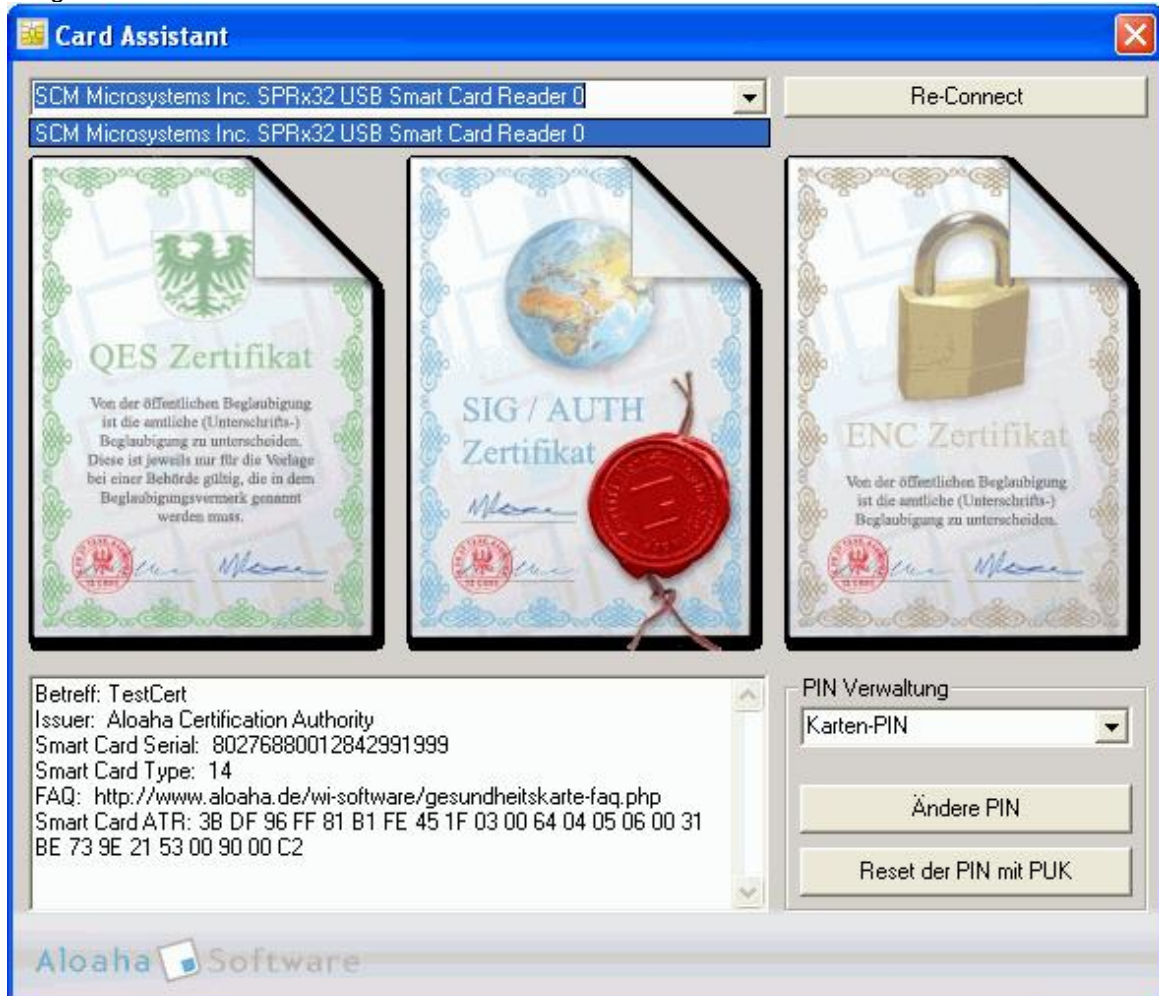 Card Assistant
SCM Microsystems Inc. SPRx32 USB Smart Card Reader 0
Re-Connect
SCM Microsystems Inc. SPRx32 USB Smart Card Reader 0
QES Zertifikat
Von der öffentlichen Beglaubigung
ist die amtliche (Unterschrifts-)
Beglaubigung zu unterscheiden.
Diese ist jeweils nur für die Vorlage
bei einer Behörde gültig, die in dem
Beglaubigungsvermerk genannt
werden muss.
SIG / AUTH
Zertifikat
ENC Zertifikat
Von der öffentlichen Beglaubigung
ist die amtliche (Unterschrifts-)
Beglaubigung zu unterscheiden.
Betreff: TestCert
Issuer: Aloaha Certification Authority
Smart Card Serial: 80276880012842991999
Smart Card Type: 14
FAQ: http://www.aloaha.de/wi-software/gesundheitskarte-faq.php
Smart Card ATR: 3B DF 96 FF 81 B1 FE 45 1F 03 00 64 04 05 06 00 31
BE 73 9E 21 53 00 90 00 C2
PIN Verwaltung
Karten-PIN
Ändere PIN
Reset der PIN mit PUK
Aloaha Software